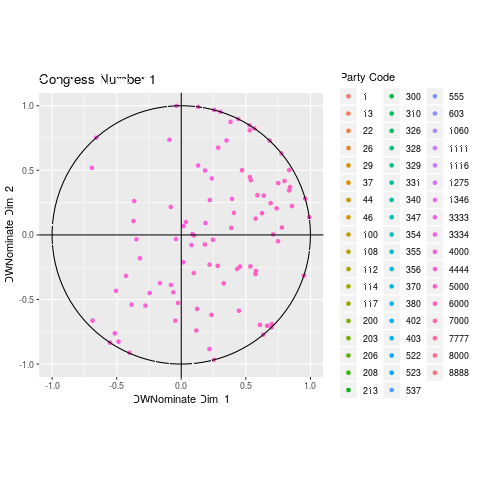 Congress Number 1
Party Code
1 300 555
13 310 603
22 326 1060
26 328 1111
29 329 1116
37 331 1275
44 340 1346
46 347 3333
100 354 3334
108 355 4000
112 356 4444
114 370 5000
117 380 6000
200 402 7000
203 403 7777
206 522 8000
208 523 8888
213 537
1.0
0.5
0.0
-0.5
-1.0
DWNominate Dim. 2
-1.0 -0.5 0.0 0.5 1.0
DWNominate Dim. 1